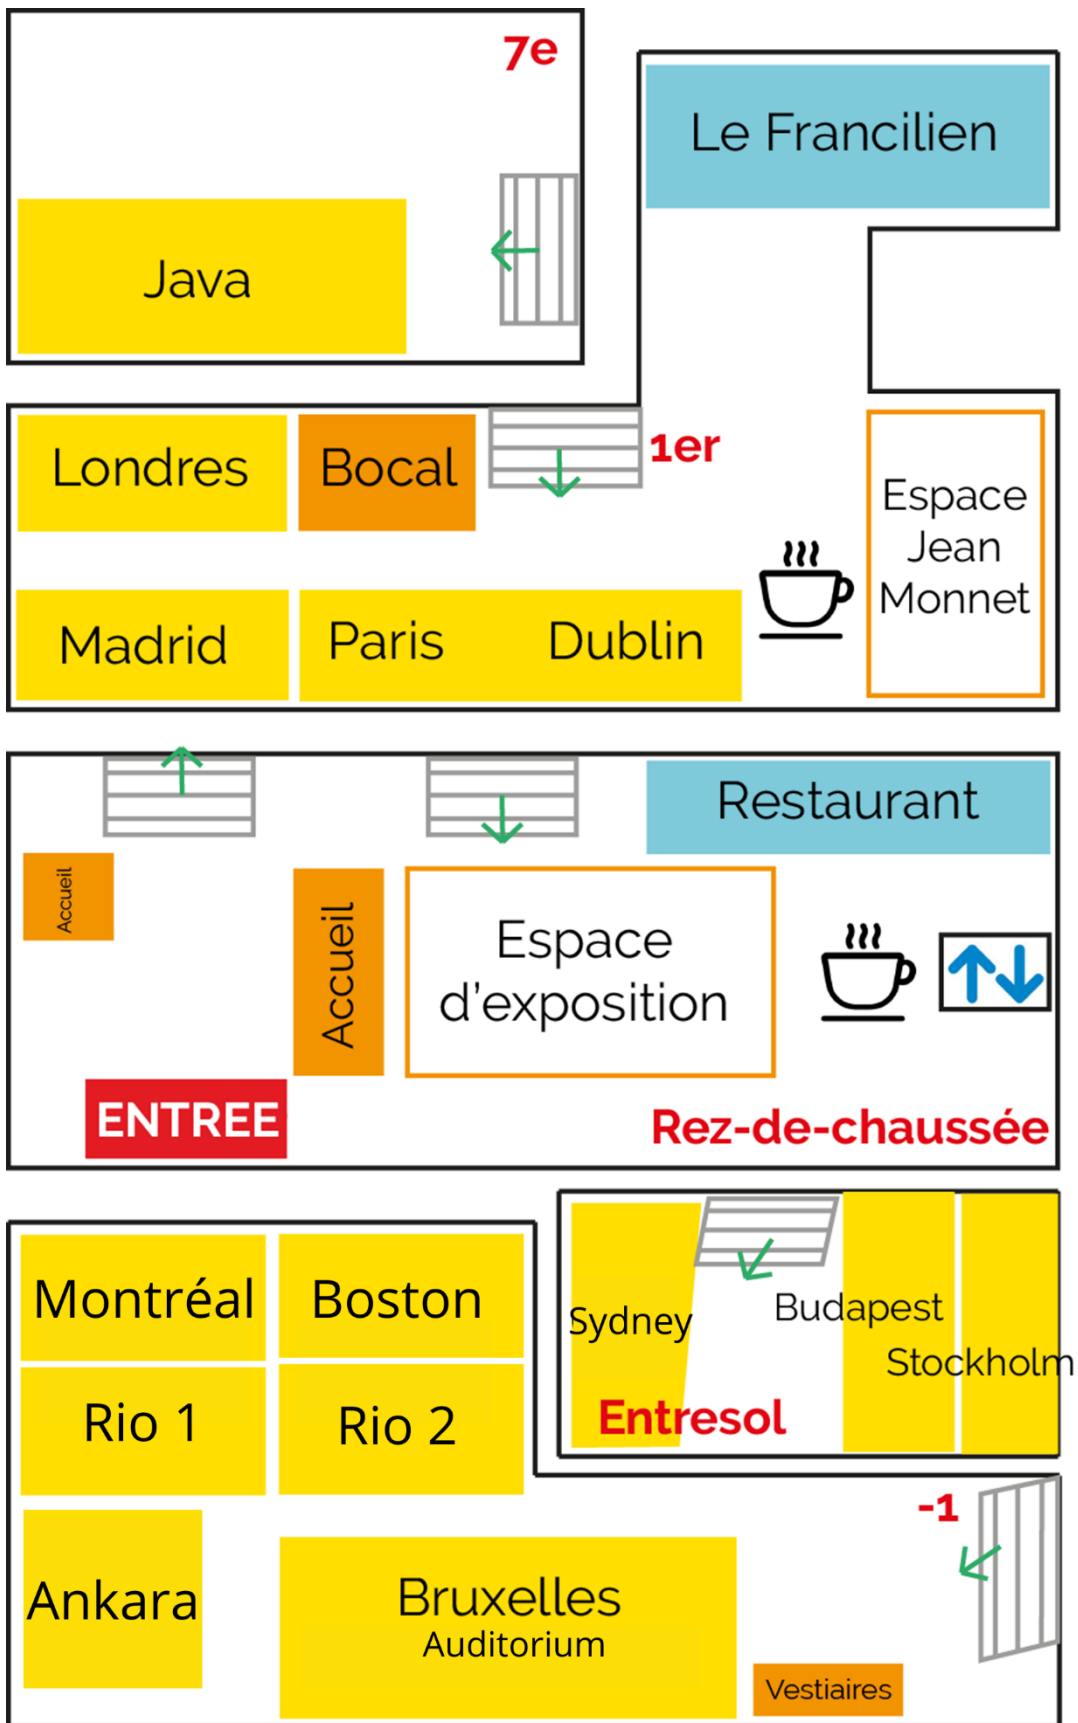 7e
Java
Le Francilien
1er
Londres
Bocal
Espace
Jean
Monnet
Madrid
Paris
Dublin
Restaurant
Accueil
Accueil
Espace
d'exposition
ENTREE
Rez-de-chaussée
Montréal
Boston
Rio 1
Rio 2
Sydney
Budapest
Stockholm
Entresol
-1
Ankara
Bruxelles
Auditorium
Vestiaires